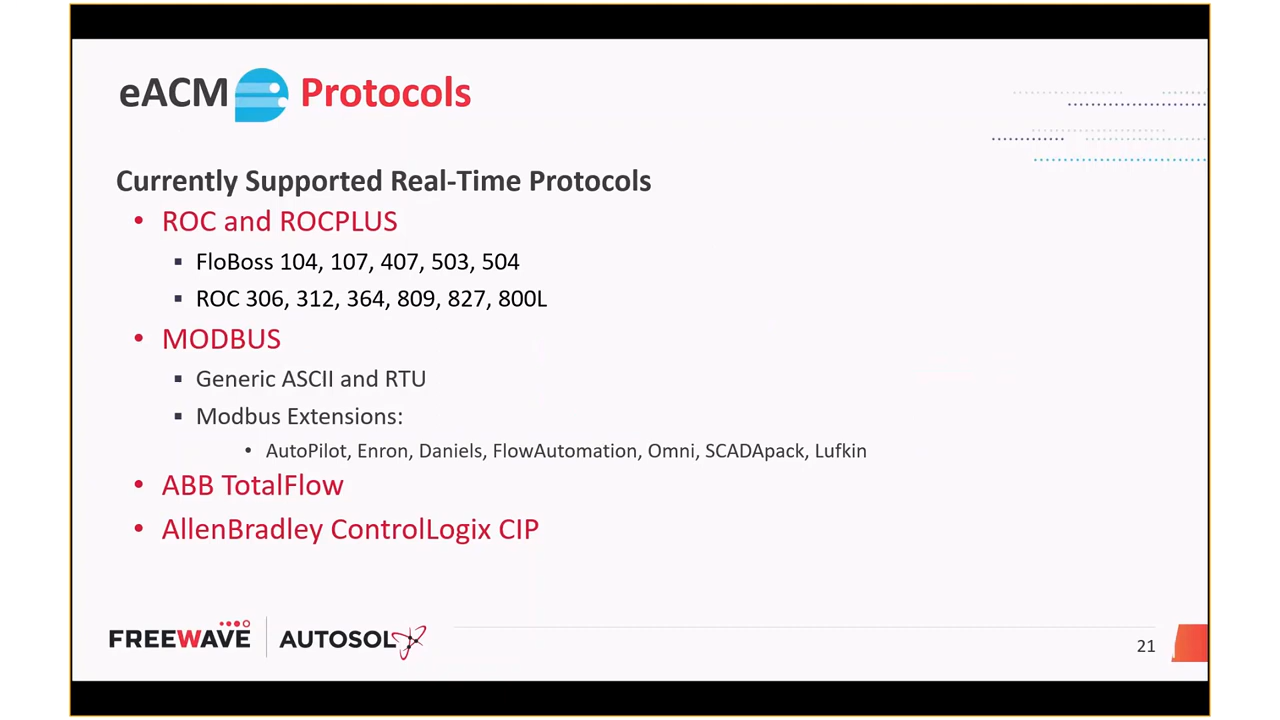 eACM Protocols
Currently Supported Real-Time Protocols
• ROC and ROCPLUS
▪ FloBoss 104, 107, 407, 503, 504
▪ ROC 306, 312, 364, 809, 827, 800L
• MODBUS
▪ Generic ASCII and RTU
▪ Modbus Extensions:
• AutoPilot, Enron, Daniels, FlowAutomation, Omni, SCADApack, Lufkin
• ABB TotalFlow
• AllenBradley ControlLogix CIP
FREEWAVE AUTOSOL
21